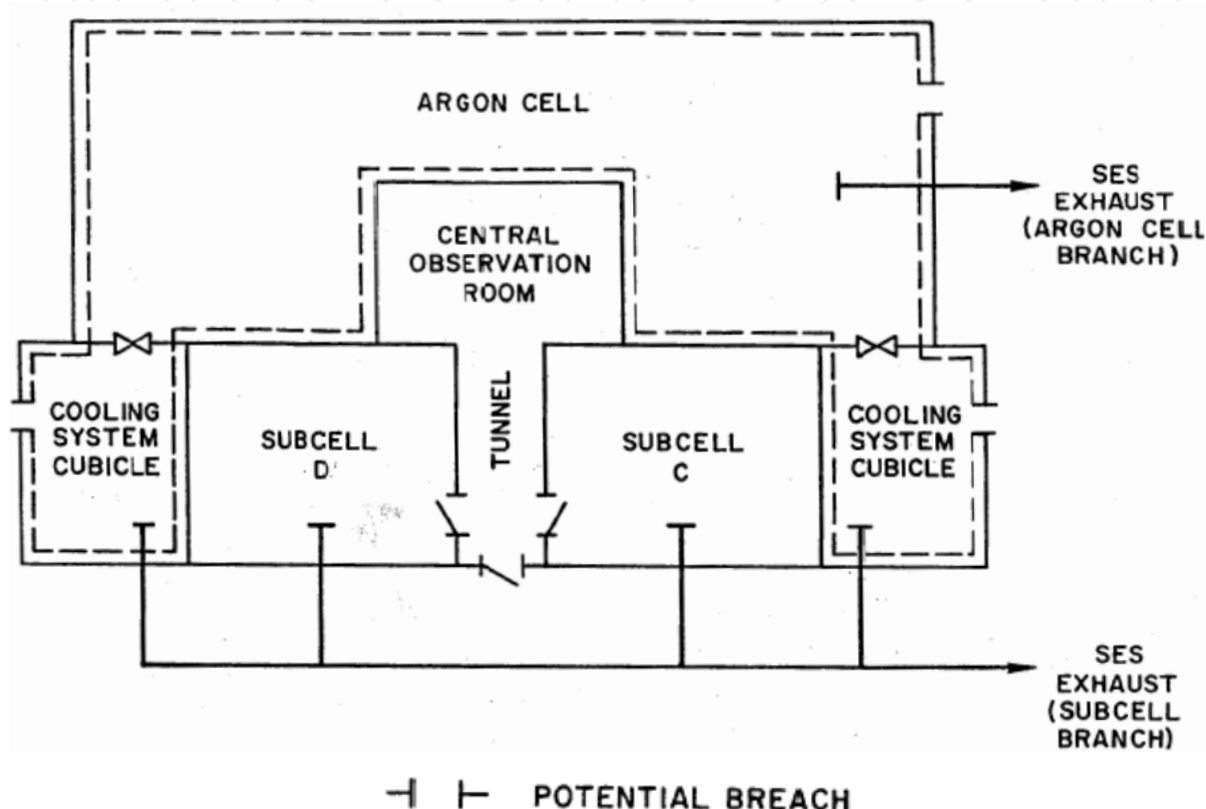 ARGON CELL
SES
EXHAUST
(ARGON CELL
BRANCH)
CENTRAL
OBSERVATION
ROOM
COOLING
SYSTEM
CUBICLE
SUBCELL
D
TUNNEL
SUBCELL
C
COOLING
SYSTEM
CUBICLE
SES
EXHAUST
(SUBCELL
BRANCH)
POTENTIAL BREACH